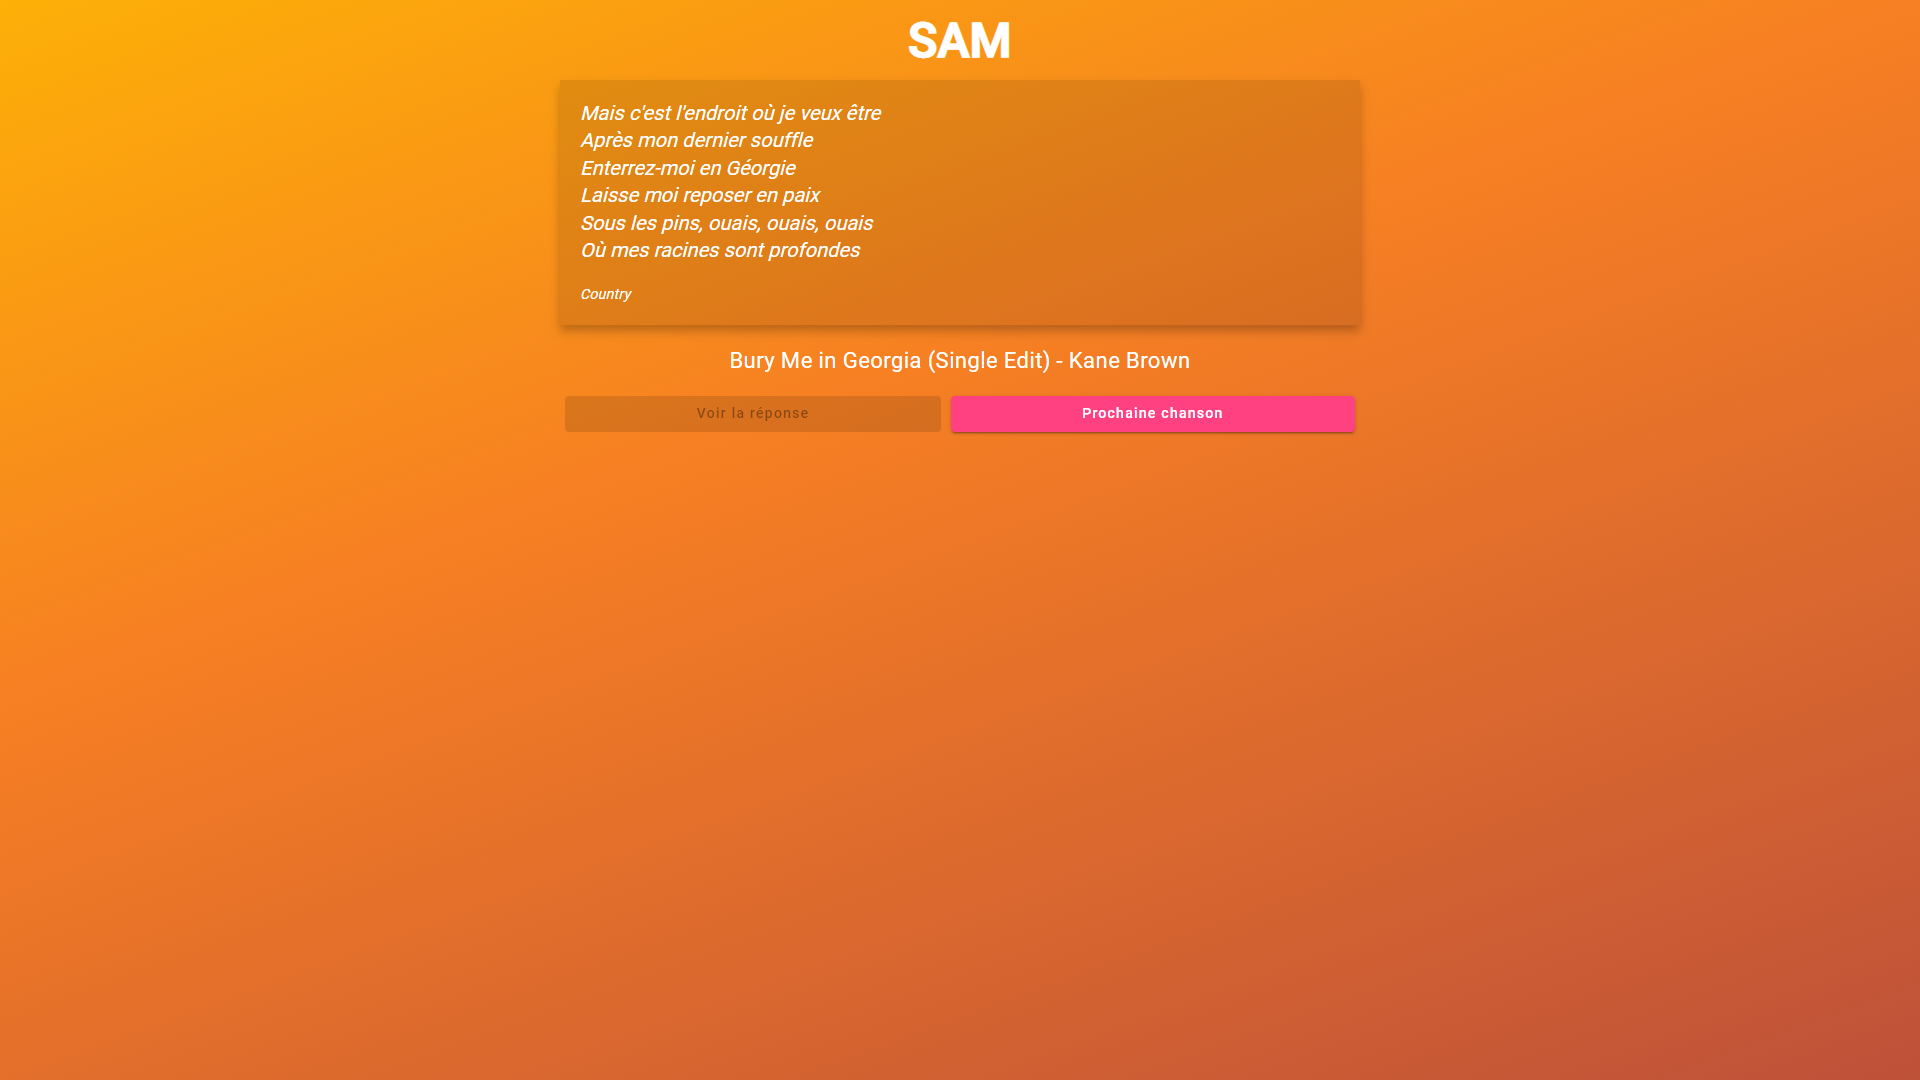 SAM
Mais c'est l'endroit où je veux être
Après mon dernier souffle
Enterrez-moi en Géorgie
Laisse moi reposer en paix
Sous les pins, ouais, ouais, ouais
Où mes racines sont profondes
Country
Bury Me in Georgia (Single Edit) - Kane Brown
Voir la réponse
Prochaine chanson